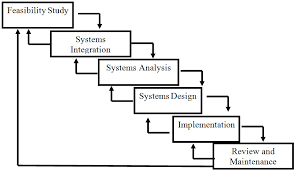 Feasibility Study
Systems
Integration
Systems Analysis
Systems Design
Implementation
Review and
Maintenance